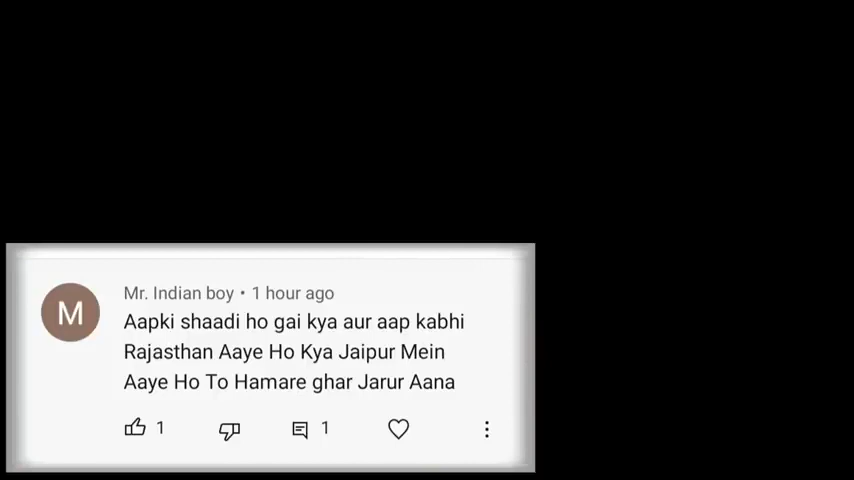 M
Mr. Indian boy • 1 hour ago
Aapki shaadi ho gai kya aur aap kabhi
Rajasthan Aaye Ho Kya Jaipur Mein
Aaye Ho To Hamare ghar Jarur Aana
1 1